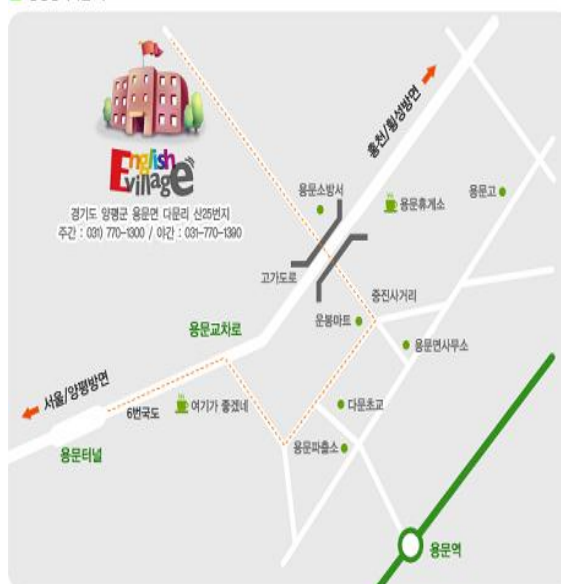 English
village
경기도 양평군 용문면 다문리 산25번지
주간 : 031) 770-1300 / 야간 : 031-770-1390
홍천/횡성방면
용문소방서
용문휴게소
용문고
고가도로
중진사거리
운봉마트
용문교차로
용문면사무소
서울/양평방면
6번국도
여기가 좋겠네
다문초교
용문터널
용문파출소
용문역